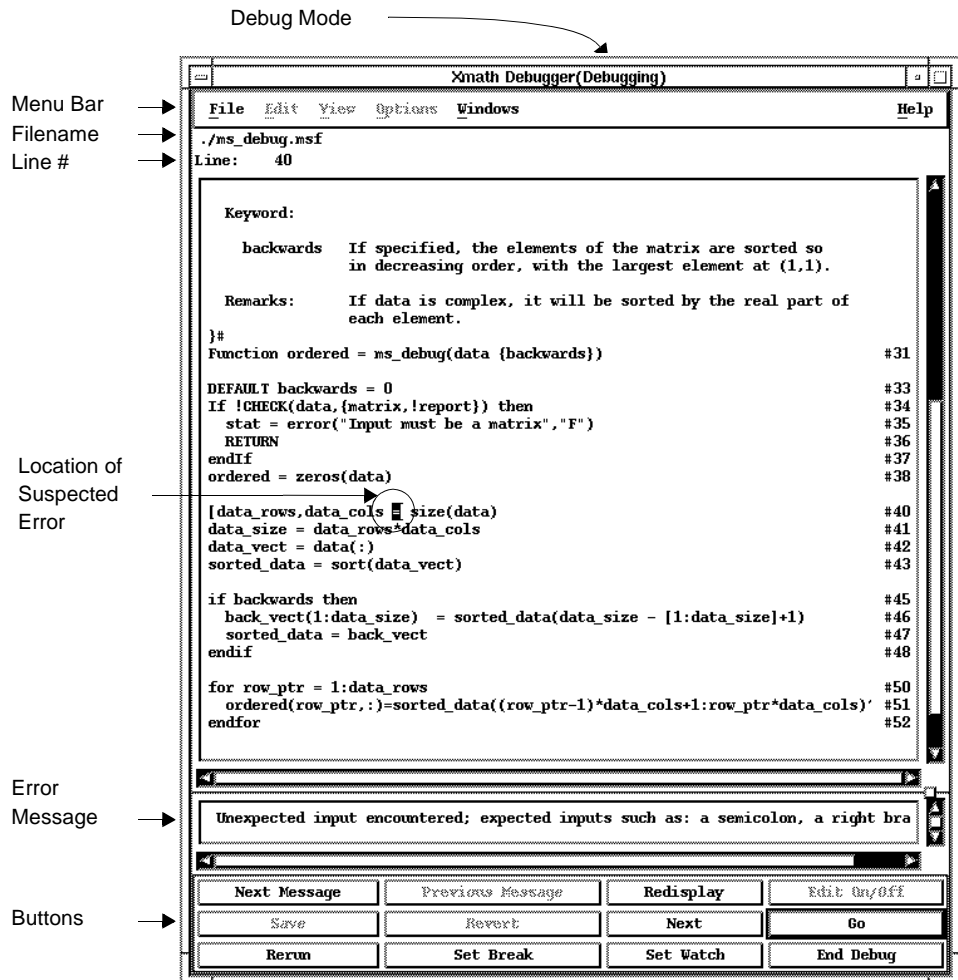 Debug Mode
Xmath Debugger(Debugging)
Menu Bar
File Edit View Options Windows Help
Filename
./ms_debug.msf
Line #
Line: 40
Keyword:
backwards If specified, the elements of the matrix are sorted so
in decreasing order, with the largest element at (1,1).
Remarks: If data is complex, it will be sorted by the real part of
each element.
}#
Function ordered = ms_debug(data {backwards}) #31
DEFAULT backwards = 0 #33
If !CHECK(data,{matrix,!report}) then #34
stat = error("Input must be a matrix","F") #35
RETURN #36
endIf #37
ordered = zeros(data) #38
Location of
Suspected
Error
[data_rows,data_cols = size(data) #40
data_size = data_rows*data_cols #41
data_vect = data(:) #42
sorted_data = sort(data_vect) #43
if backwards then #45
back_vect(1:data_size) = sorted_data(data_size - [1:data_size]+1) #46
sorted_data = back_vect #47
endif #48
for row_ptr = 1:data_rows #50
ordered(row_ptr,:)=sorted_data((row_ptr-1)*data_cols+1:row_ptr*data_cols)' #51
endfor #52
Error
Message
Unexpected input encountered; expected inputs such as: a semicolon, a right bra
Buttons
Next Message Previous Message Redisplay Edit On/Off
Save Revert Next Go
Rerun Set Break Set Watch End Debug